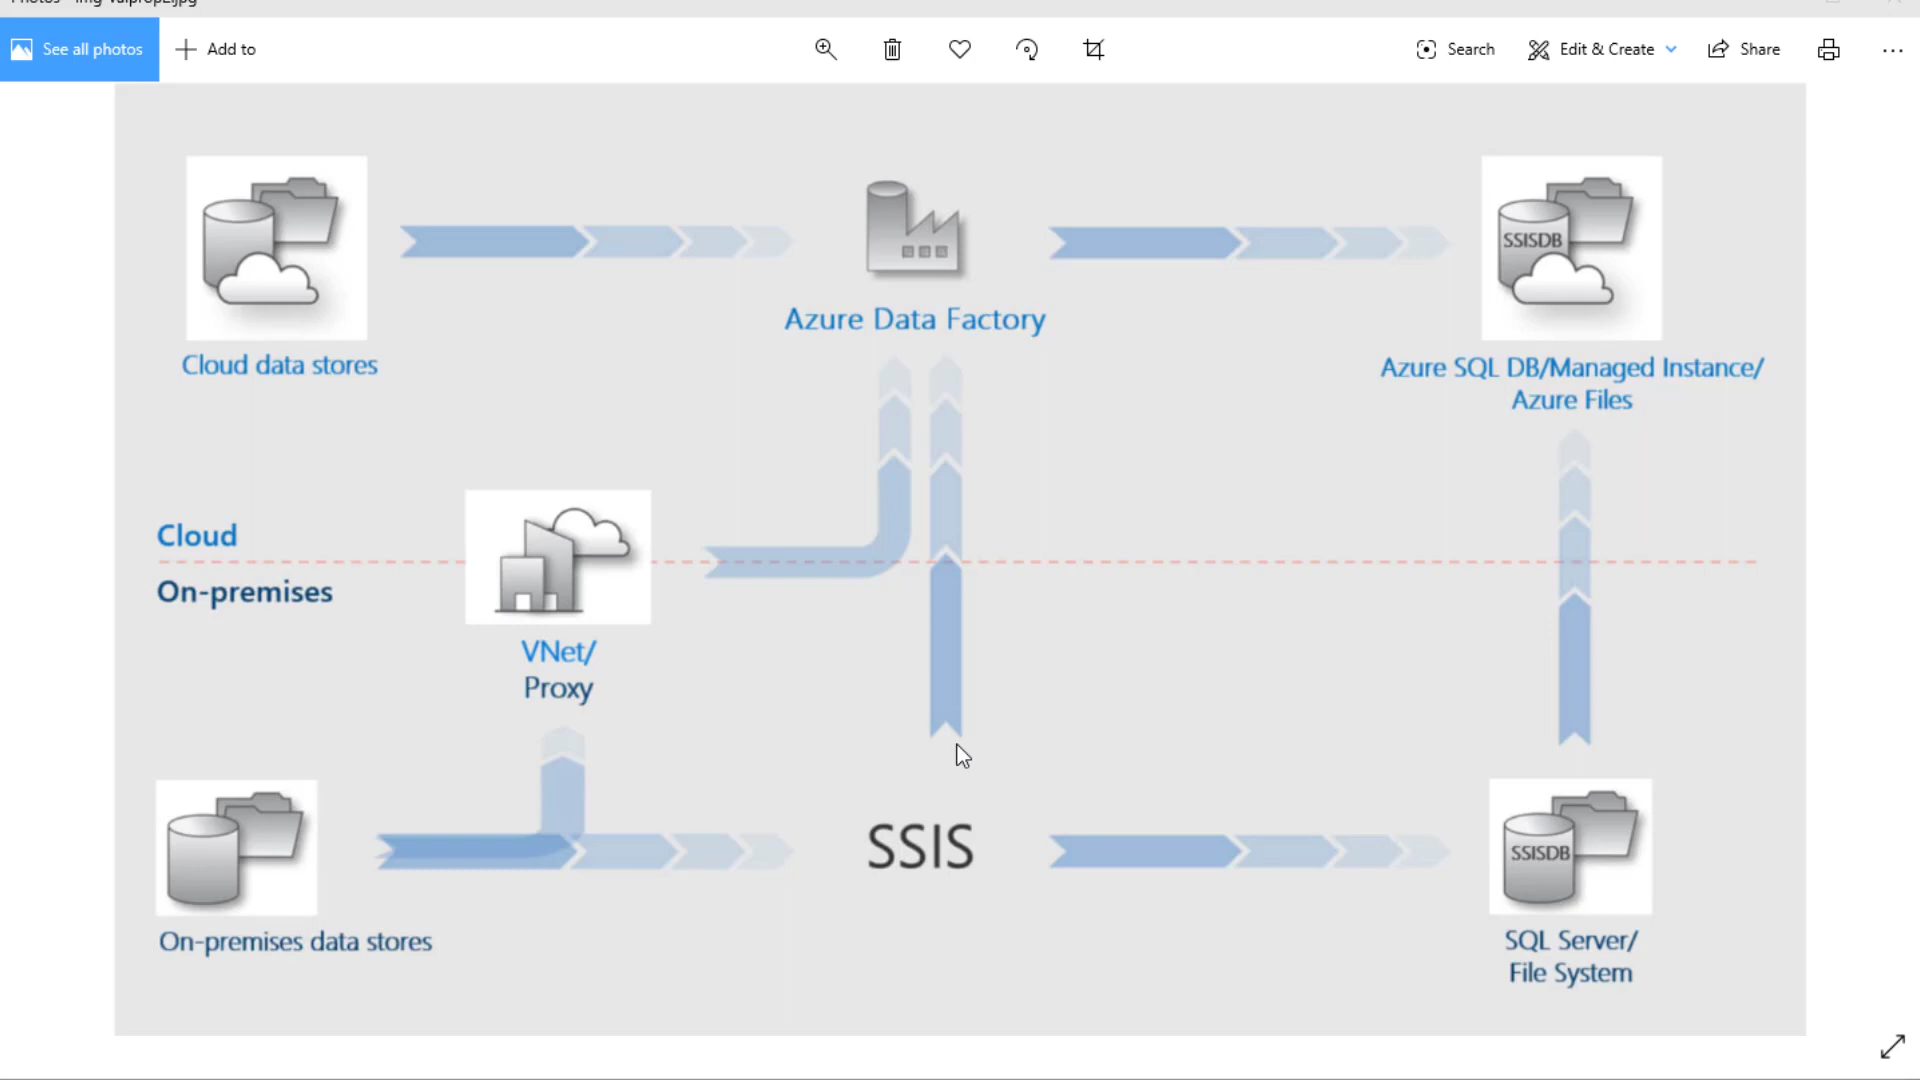 See all photos
Add to
Search
Edit & Create
Share
SSISDB
Azure Data Factory
Cloud data stores
Azure SQL DB/Managed Instance/
Azure Files
Cloud
On-premises
VNet/
Proxy
SSIS
SSISDB
On-premises data stores
SQL Server/
File System